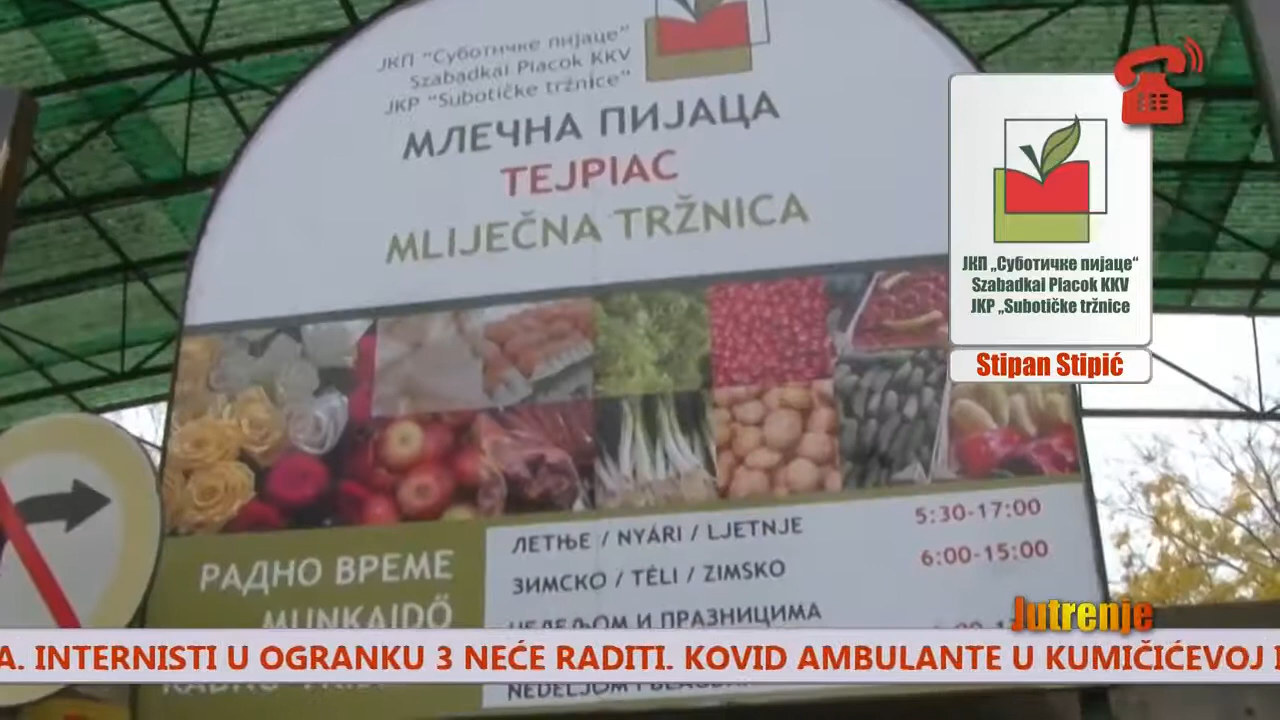 ЈКП “Суботичке пијаце”
Szabadkai Piacok KKV
JKP “Subotičke tržnice”
МЛЕЧНА ПИЈАЦА
TEJPIAC
MLIJEČNA TRŽNICA
ЈКП „Суботичке пијаце“
Szabadkai Piacok KKV
JKP „Subotičke tržnice
Stipan Stipić
РАДНО ВРЕМЕ
MUNKAIDŐ
ЛЕТЊЕ / NYÁRI / LJETNJE 5:30-17:00
ЗИМСКО / TÉLI / ZIMSKO 6:00-15:00
НЕДЕЉОМ И ПРАЗНИЦИМА
Jutrenje
A. INTERNISTI U OGRANKU 3 NEĆE RADITI. KOVID AMBULANTE U KUMIČIĆEVOJ
NEDELJOM I